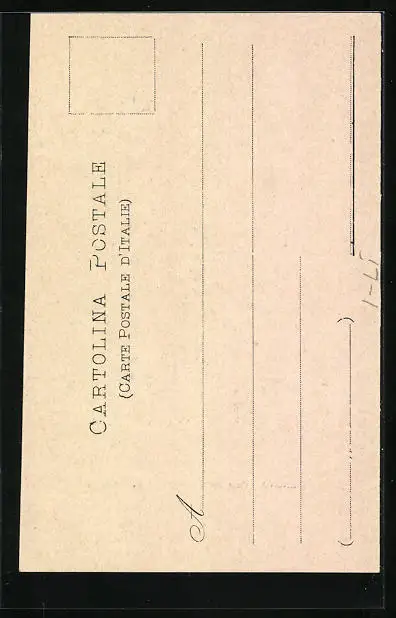 CARTOLINA POSTALE
(CARTE POSTALE D'ITALIE)
A
( )